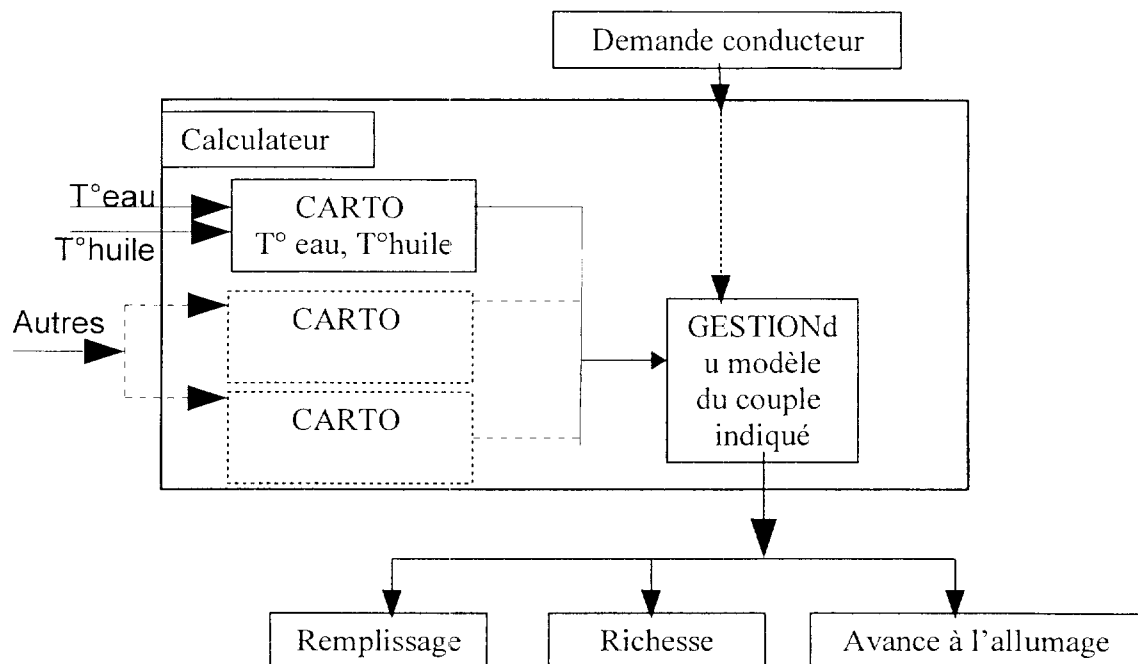 Demande conducteur
Calculateur
T°eau
T°huile
CARTO
T° eau, T°huile
Autres
CARTO
CARTO
GESTIONd
u modèle
du couple
indiqué
Remplissage
Richesse
Avance à l'allumage